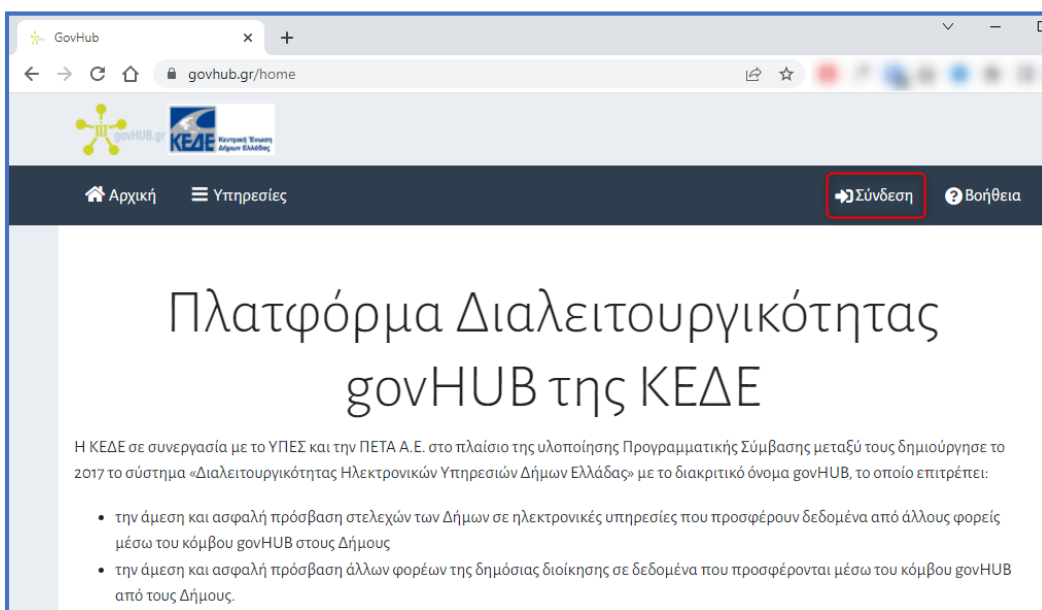 GovHub
govhub.gr/home
govHUB.gr
ΚΕΔΕ Κεντρική Ένωση
Δήμων Ελλάδας
Αρχική Υπηρεσίες Σύνδεση Βοήθεια
Πλατφόρμα Διαλειτουργικότητας
govHUB της ΚΕΔΕ
Η ΚΕΔΕ σε συνεργασία με το ΥΠΕΣ και την ΠΕΤΑ Α.Ε. στο πλαίσιο της υλοποίησης Προγραμματικής Σύμβασης μεταξύ τους δημιούργησε το
2017 το σύστημα «Διαλειτουργικότητας Ηλεκτρονικών Υπηρεσιών Δήμων Ελλάδας» με το διακριτικό όνομα govHUB, το οποίο επιτρέπει:
• την άμεση και ασφαλή πρόσβαση στελεχών των Δήμων σε ηλεκτρονικές υπηρεσίες που προσφέρουν δεδομένα από άλλους φορείς
μέσω του κόμβου govHUB στους Δήμους
• την άμεση και ασφαλή πρόσβαση άλλων φορέων της δημόσιας διοίκησης σε δεδομένα που προσφέρονται μέσω του κόμβου govHUB
από τους Δήμους.